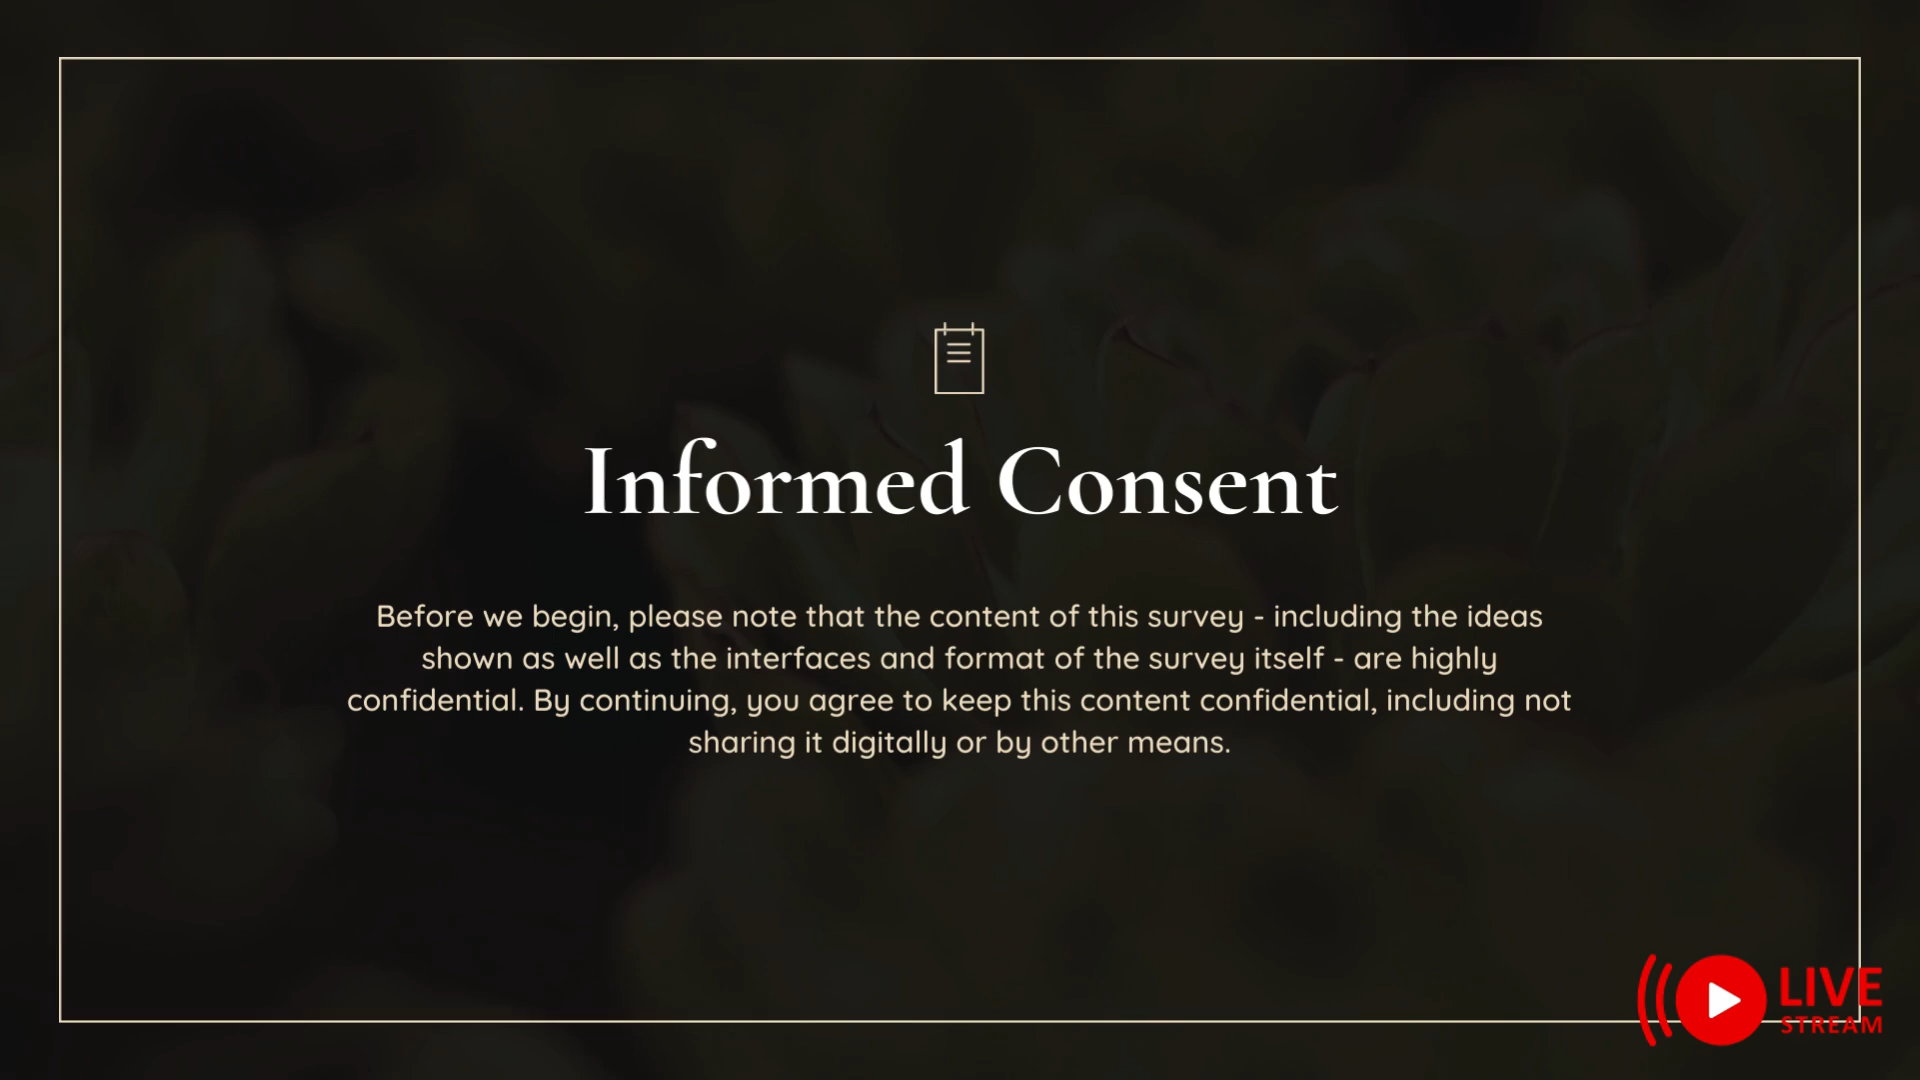 Informed Consent
Before we begin, please note that the content of this survey - including the ideas
shown as well as the interfaces and format of the survey itself - are highly
confidential. By continuing, you agree to keep this content confidential, including not
sharing it digitally or by other means.
LIVE
STREAM